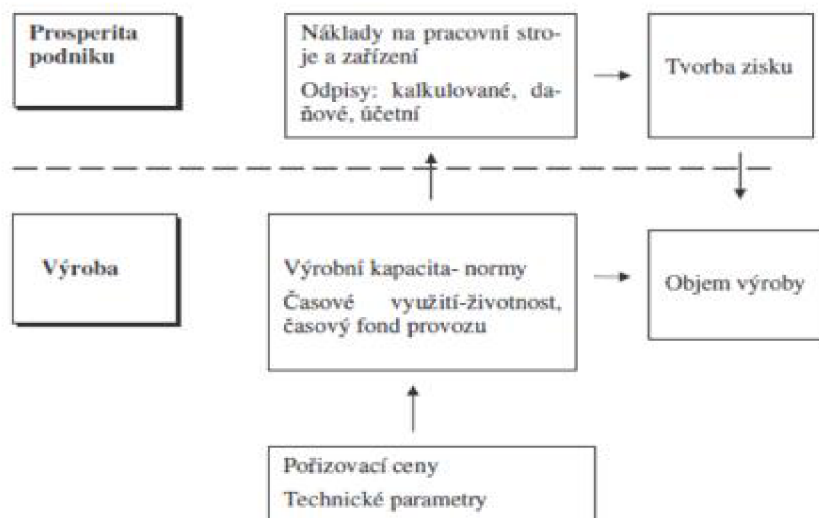 Prosperita
podniku
Náklady na pracovní stro-
je a zařízení
Odpisy: kalkulované, da-
ňové, účetní
Tvorba zisku
Výroba
Výrobní kapacita- normy
Časové využití-životnost,
časový fond provozu
Objem výroby
Pořizovací ceny
Technické parametry